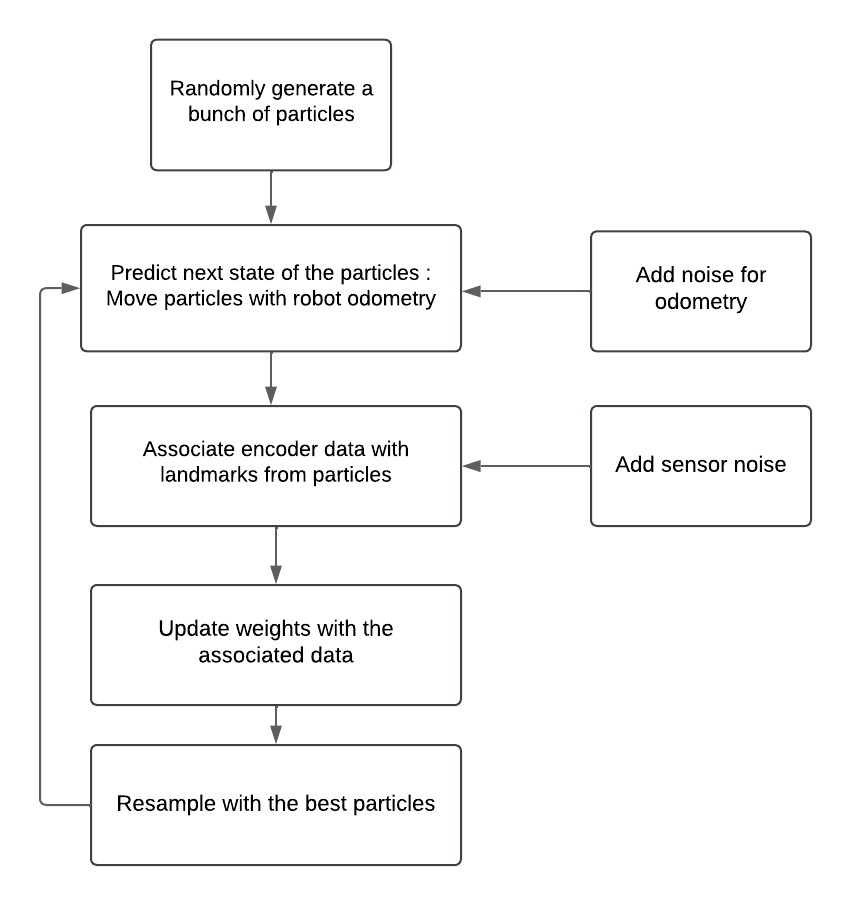 Randomly generate a
bunch of particles
Predict next state of the particles :
Move particles with robot odometry
Add noise for
odometry
Associate encoder data with
landmarks from particles
Add sensor noise
Update weights with the
associated data
Resample with the best particles